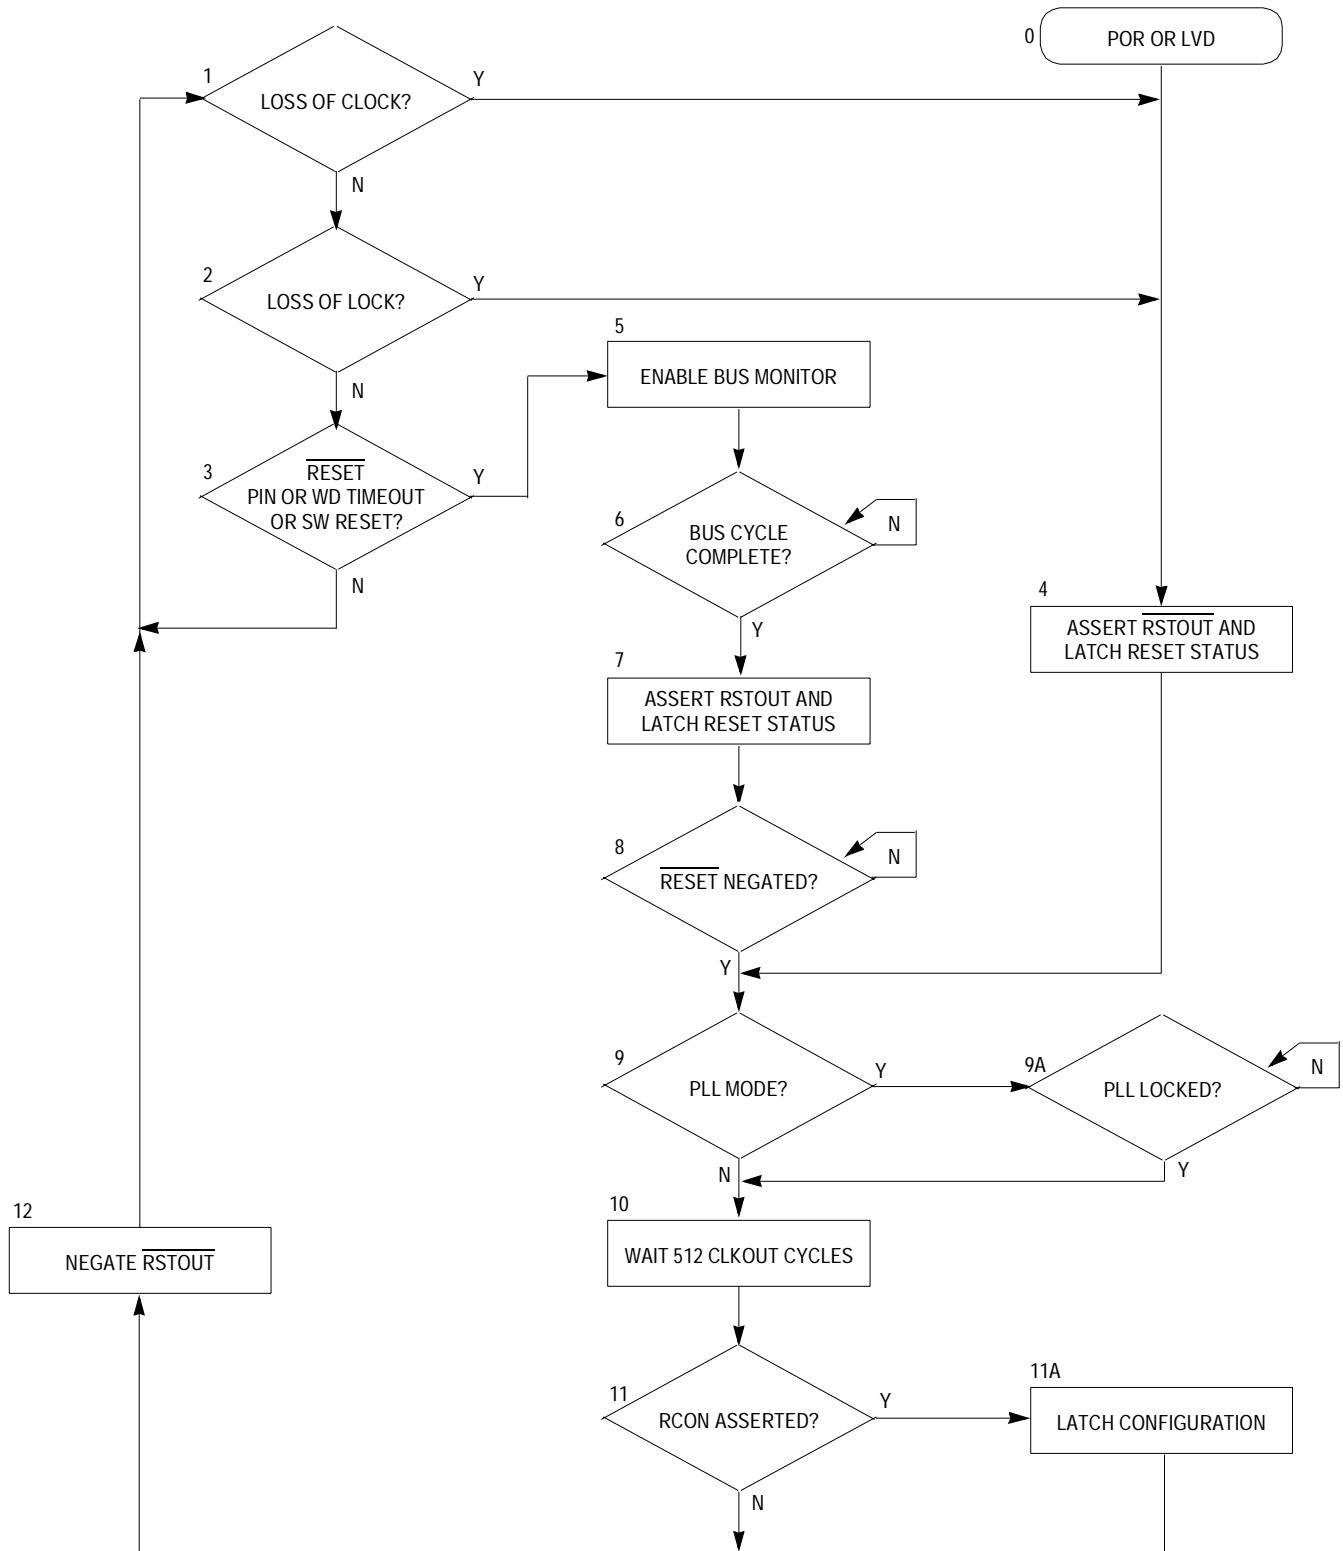 0
POR OR LVD
1
LOSS OF CLOCK?
Y
N
2
LOSS OF LOCK?
Y
N
3
RESET
PIN OR WD TIMEOUT
OR SW RESET?
Y
N
5
ENABLE BUS MONITOR
6
BUS CYCLE
COMPLETE?
N
Y
4
ASSERT RSTOUT AND
LATCH RESET STATUS
7
ASSERT RSTOUT AND
LATCH RESET STATUS
8
RESET NEGATED?
N
Y
9
PLL MODE?
Y
N
9A
PLL LOCKED?
N
Y
10
WAIT 512 CLKOUT CYCLES
12
NEGATE RSTOUT
11
RCON ASSERTED?
Y
N
11A
LATCH CONFIGURATION